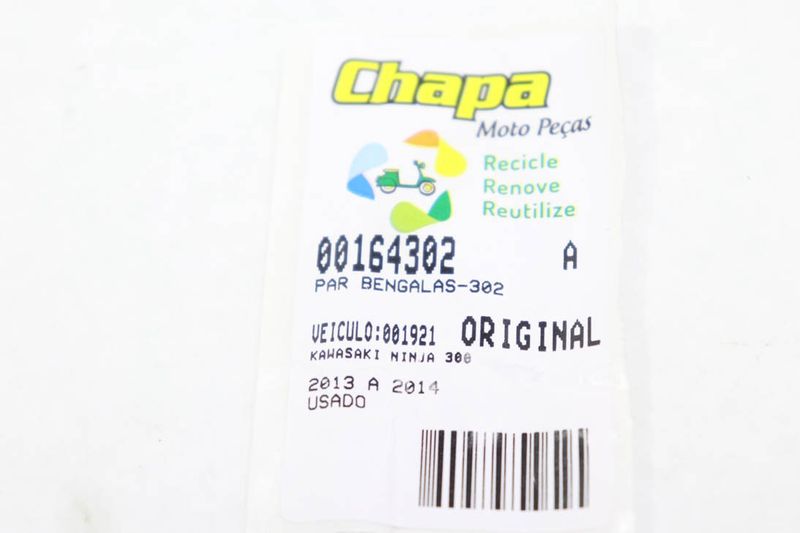 Chapa
Moto Peças
Recicle
Renove
Reutilize
00164302 A
PAR BENGALAS-302
VEICULO:001921 ORIGINAL
KAWASAKI NINJA 300
2013 A 2014
USADO